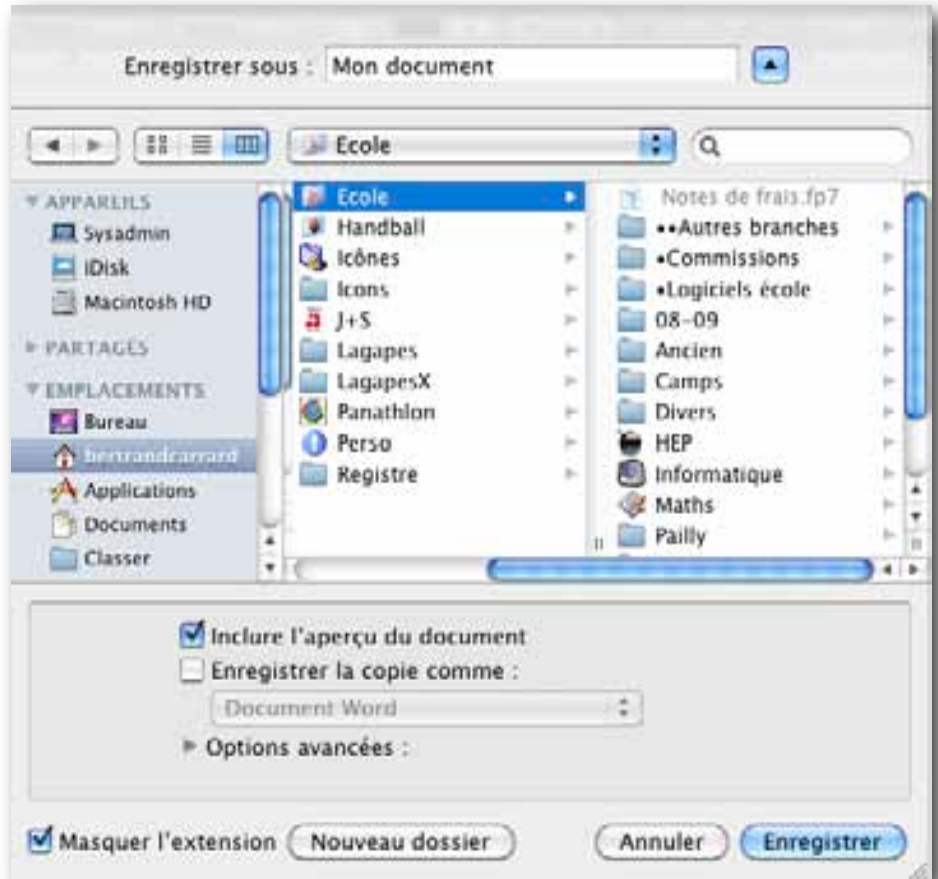 Enregistrer sous : Mon document
Ecole
APPAREILS
Sysadmin
iDisk
Macintosh HD
PARTAGÉS
EMPLACEMENTS
Bureau
bertrandcarrard
Applications
Documents
Classer
Ecole
Handball
Icônes
Icons
J+S
Lagapes
LagapesX
Panathlon
Perso
Registre
Notes de frais.fp7
••Autres branches
•Commissions
•Logiciels école
08-09
Ancien
Camps
Divers
HEP
Informatique
Maths
Pailly
Inclure l'aperçu du document
Enregistrer la copie comme :
Document Word
Options avancées :
Masquer l'extension Nouveau dossier Annuler Enregistrer